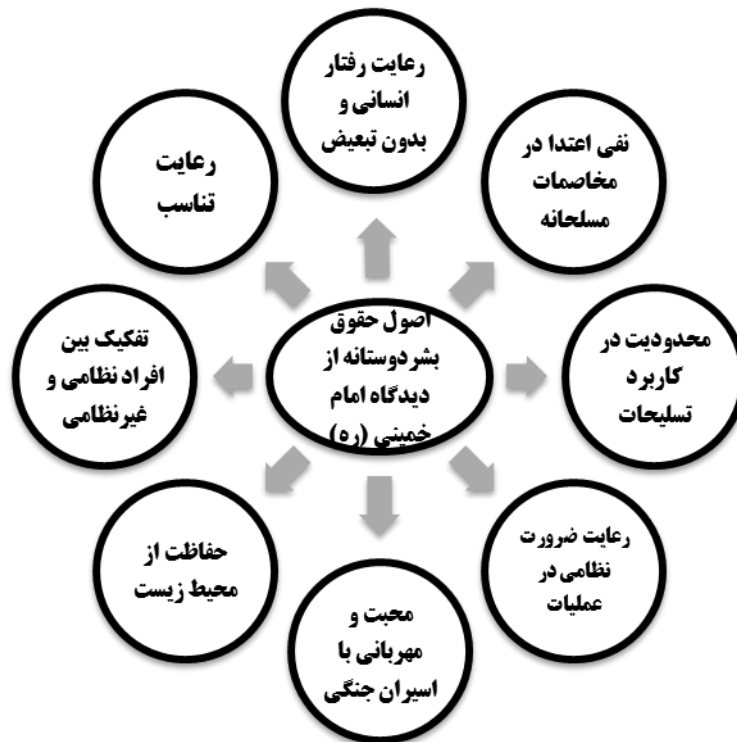 رعایت رفتار
انسانی و
بدون تبعیض
نفی اعتدا در
مخاصمات
مسلحانه
محدودیت در
کاربرد
تسلیحات
رعایت ضرورت
نظامی در
عملیات
محبت و
مهربانی با
اسیران جنگی
حفاظت از
محیط زیست
تفکیک بین
افراد نظامی و
غیرنظامی
رعایت
تناسب
اصول حقوق
بشردوستانه از
دیدگاه امام
خمینی (ره)